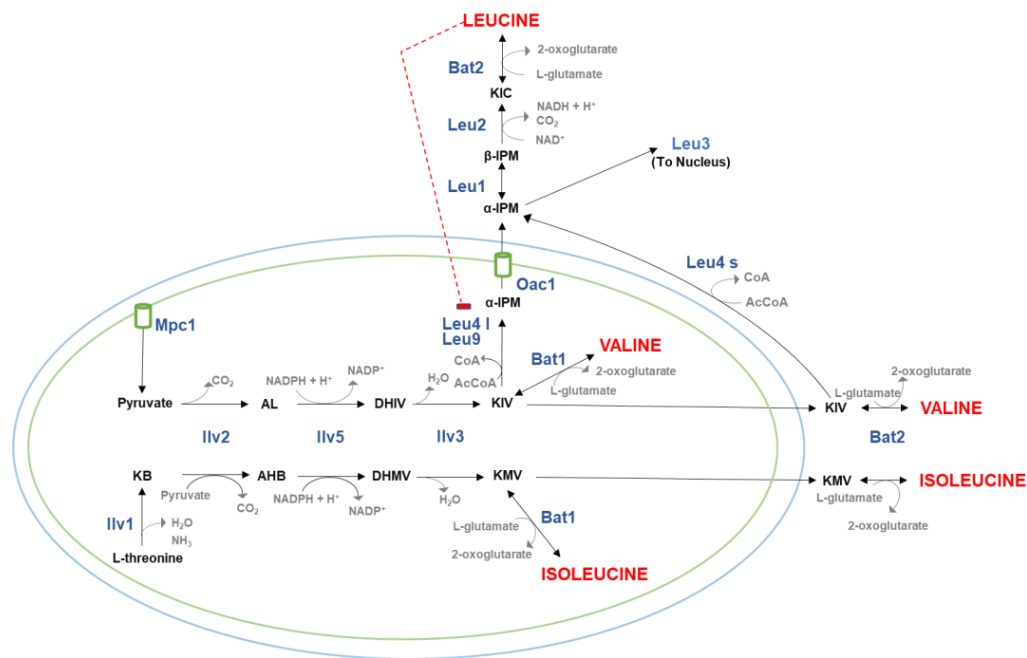 LEUCINE
2-oxoglutarate
Bat2
L-glutamate
KIC
NADH + H⁺
CO₂
Leu2
NAD⁺
β-IPM
Leu3
(To Nucleus)
Leu1
α-IPM
Leu4 s
CoA
AcCoA
Oac1
α-IPM
Mpc1
Leu4 l
Leu9
CoA
AcCoA
Bat1
VALINE
2-oxoglutarate
L-glutamate
CO₂
NADPH + H⁺
NADP⁺
H₂O
Pyruvate
AL
DHIV
KIV
KIV
L-glutamate
2-oxoglutarate
VALINE
Ilv2
Ilv5
Ilv3
Bat2
KB
AHB
DHMV
KMV
KMV
ISOLEUCINE
Pyruvate
CO₂
NADPH + H⁺
NADP⁺
H₂O
L-glutamate
2-oxoglutarate
Ilv1
H₂O
NH₃
L-threonine
L-glutamate
Bat1
2-oxoglutarate
ISOLEUCINE